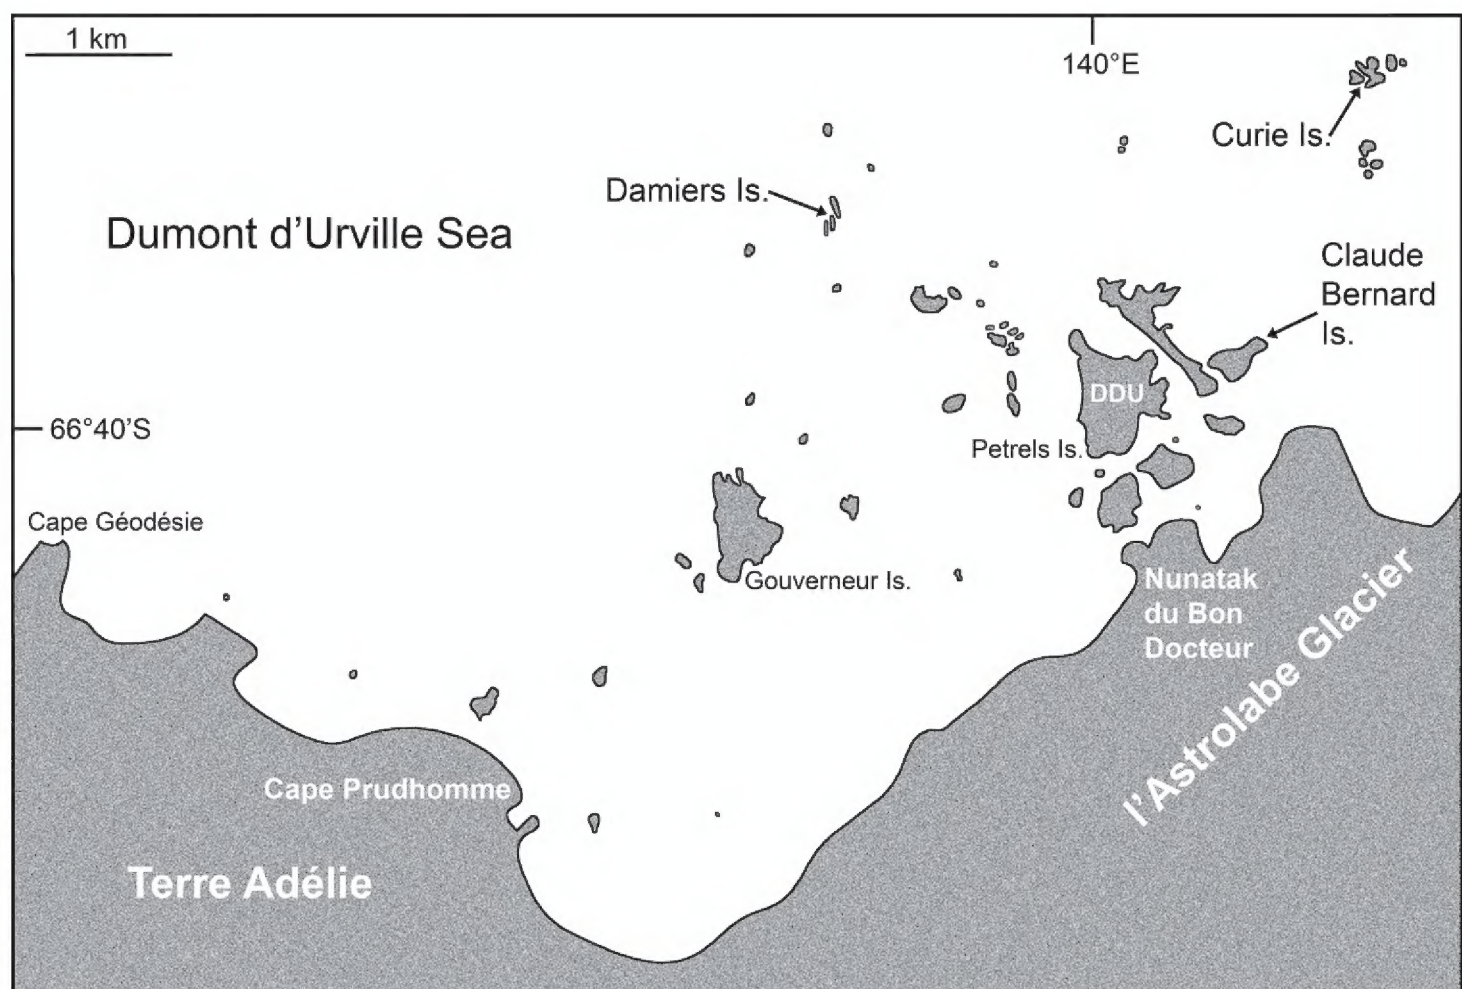 1 km
140°E
Curie Is.
Damiers Is.
Dumont d'Urville Sea
Claude
Bernard
Is.
DDU
66°40'S
Petrels Is.
Cape Géodésie
Gouverneur Is.
Nunatak
du Bon
Docteur
l'Astrolabe Glacier
Cape Prudhomme
Terre Adélie